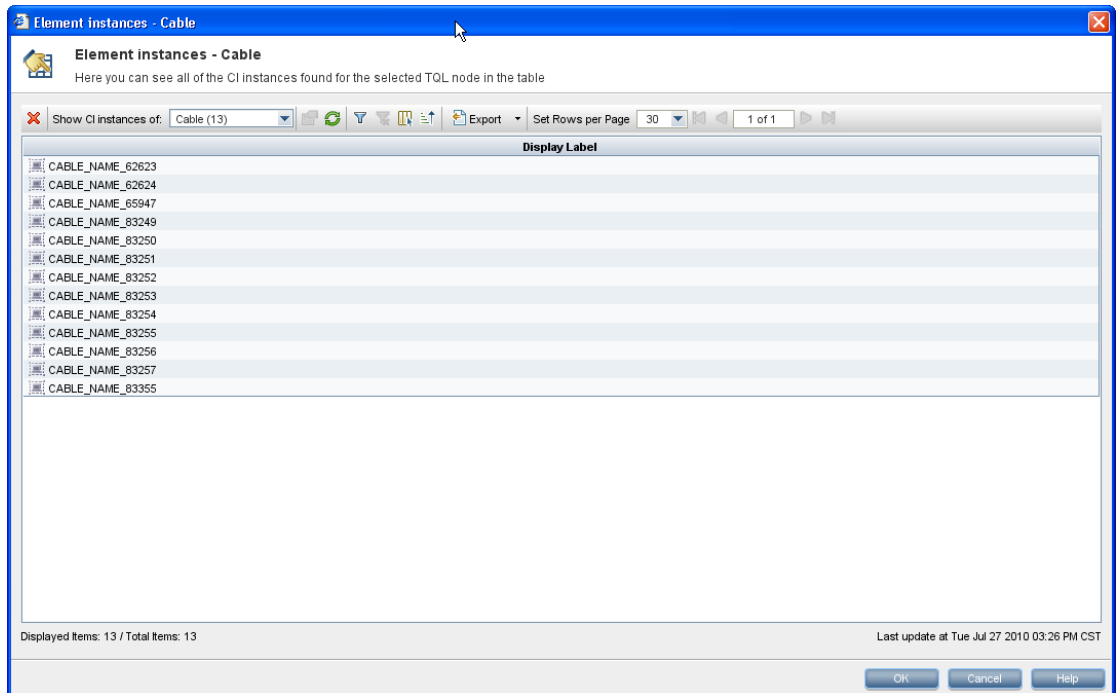 Element instances - Cable
Element instances - Cable
Here you can see all of the CI instances found for the selected TQL node in the table
Show CI instances of: Cable (13) Export Set Rows per Page 30 1 of 1
Display Label
CABLE_NAME_62623
CABLE_NAME_62624
CABLE_NAME_65947
CABLE_NAME_83249
CABLE_NAME_83250
CABLE_NAME_83251
CABLE_NAME_83252
CABLE_NAME_83253
CABLE_NAME_83254
CABLE_NAME_83255
CABLE_NAME_83256
CABLE_NAME_83257
CABLE_NAME_83355
Displayed Items: 13 / Total Items: 13 Last update at Tue Jul 27 2010 03:26 PM CST
OK Cancel Help